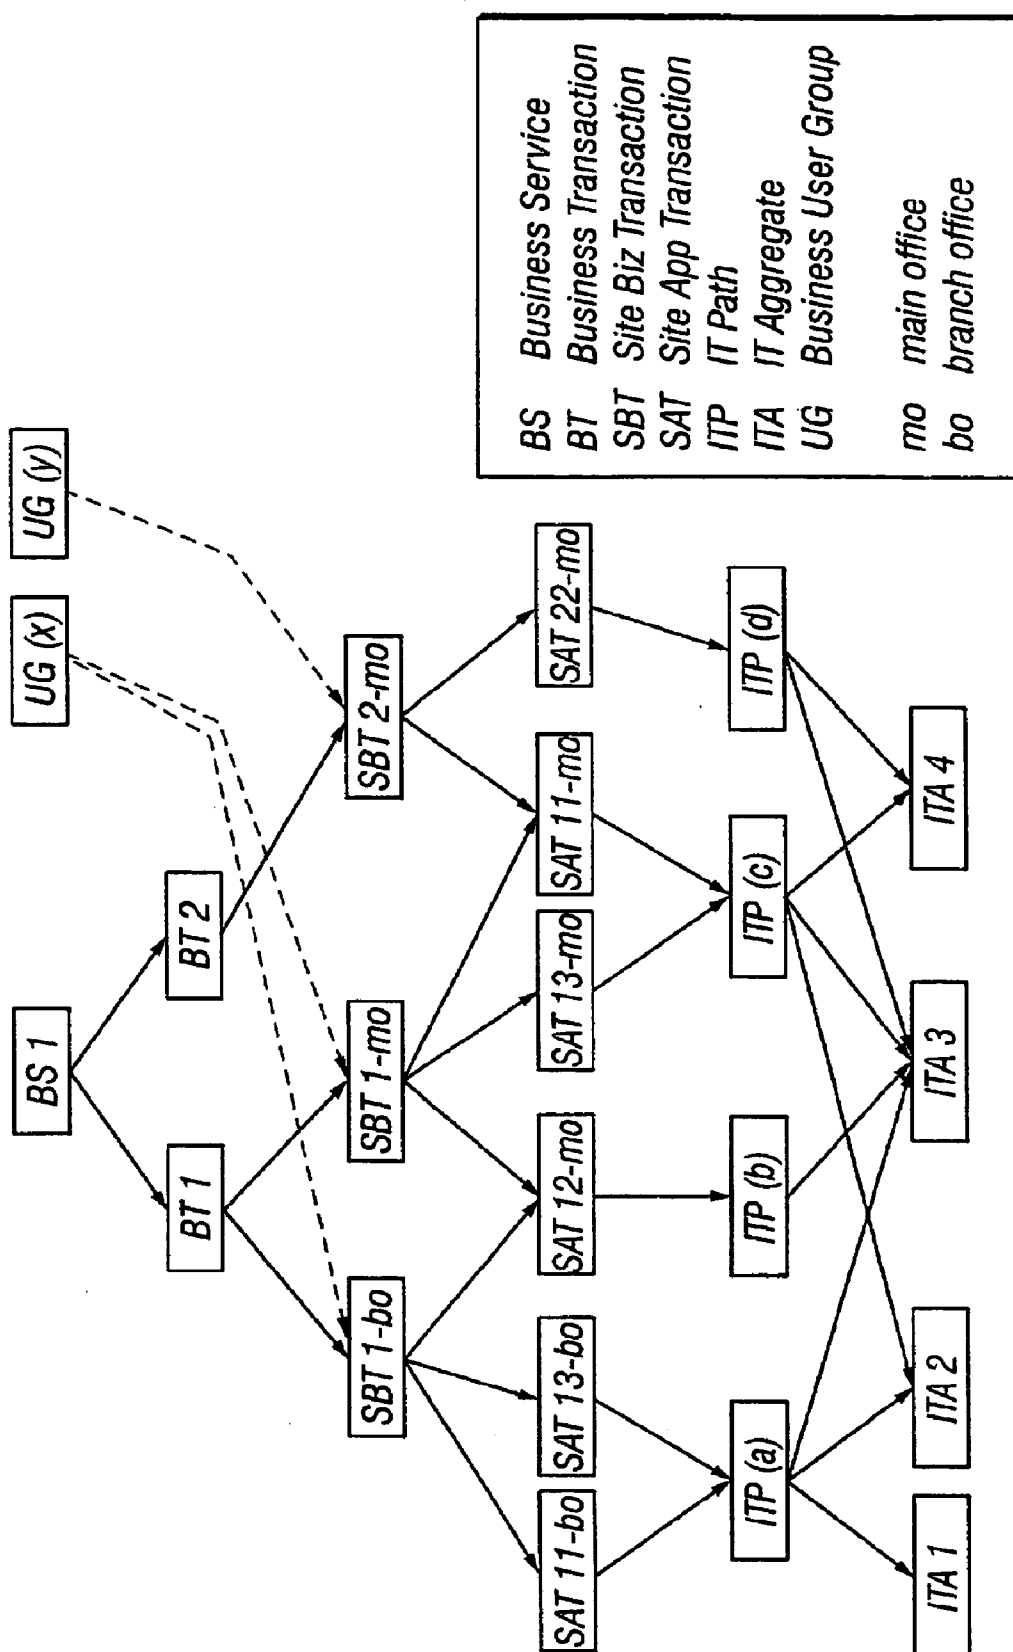 BS 1
UG (x)
UG (y)
BT 1
BT 2
SBT 1-bo
SBT 1-mo
SBT 2-mo
SAT 11-bo
SAT 13-bo
SAT 12-mo
SAT 13-mo
SAT 11-mo
SAT 22-mo
ITP (a)
ITP (b)
ITP (c)
ITP (d)
ITA 1
ITA 2
ITA 3
ITA 4
BS Business Service
BT Business Transaction
SBT Site Biz Transaction
SAT Site App Transaction
ITP IT Path
ITA IT Aggregate
UG Business User Group
mo main office
bo branch office